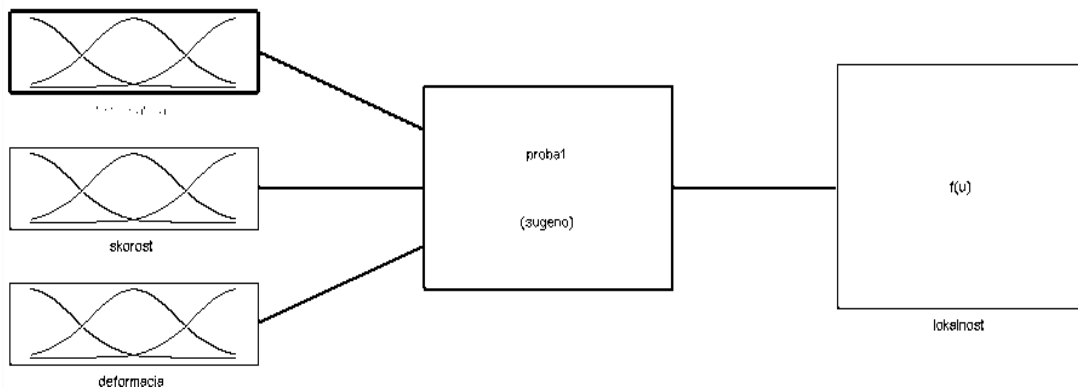 proba1
(sugeno)
f(u)
skorost
lokalnost
deformacia